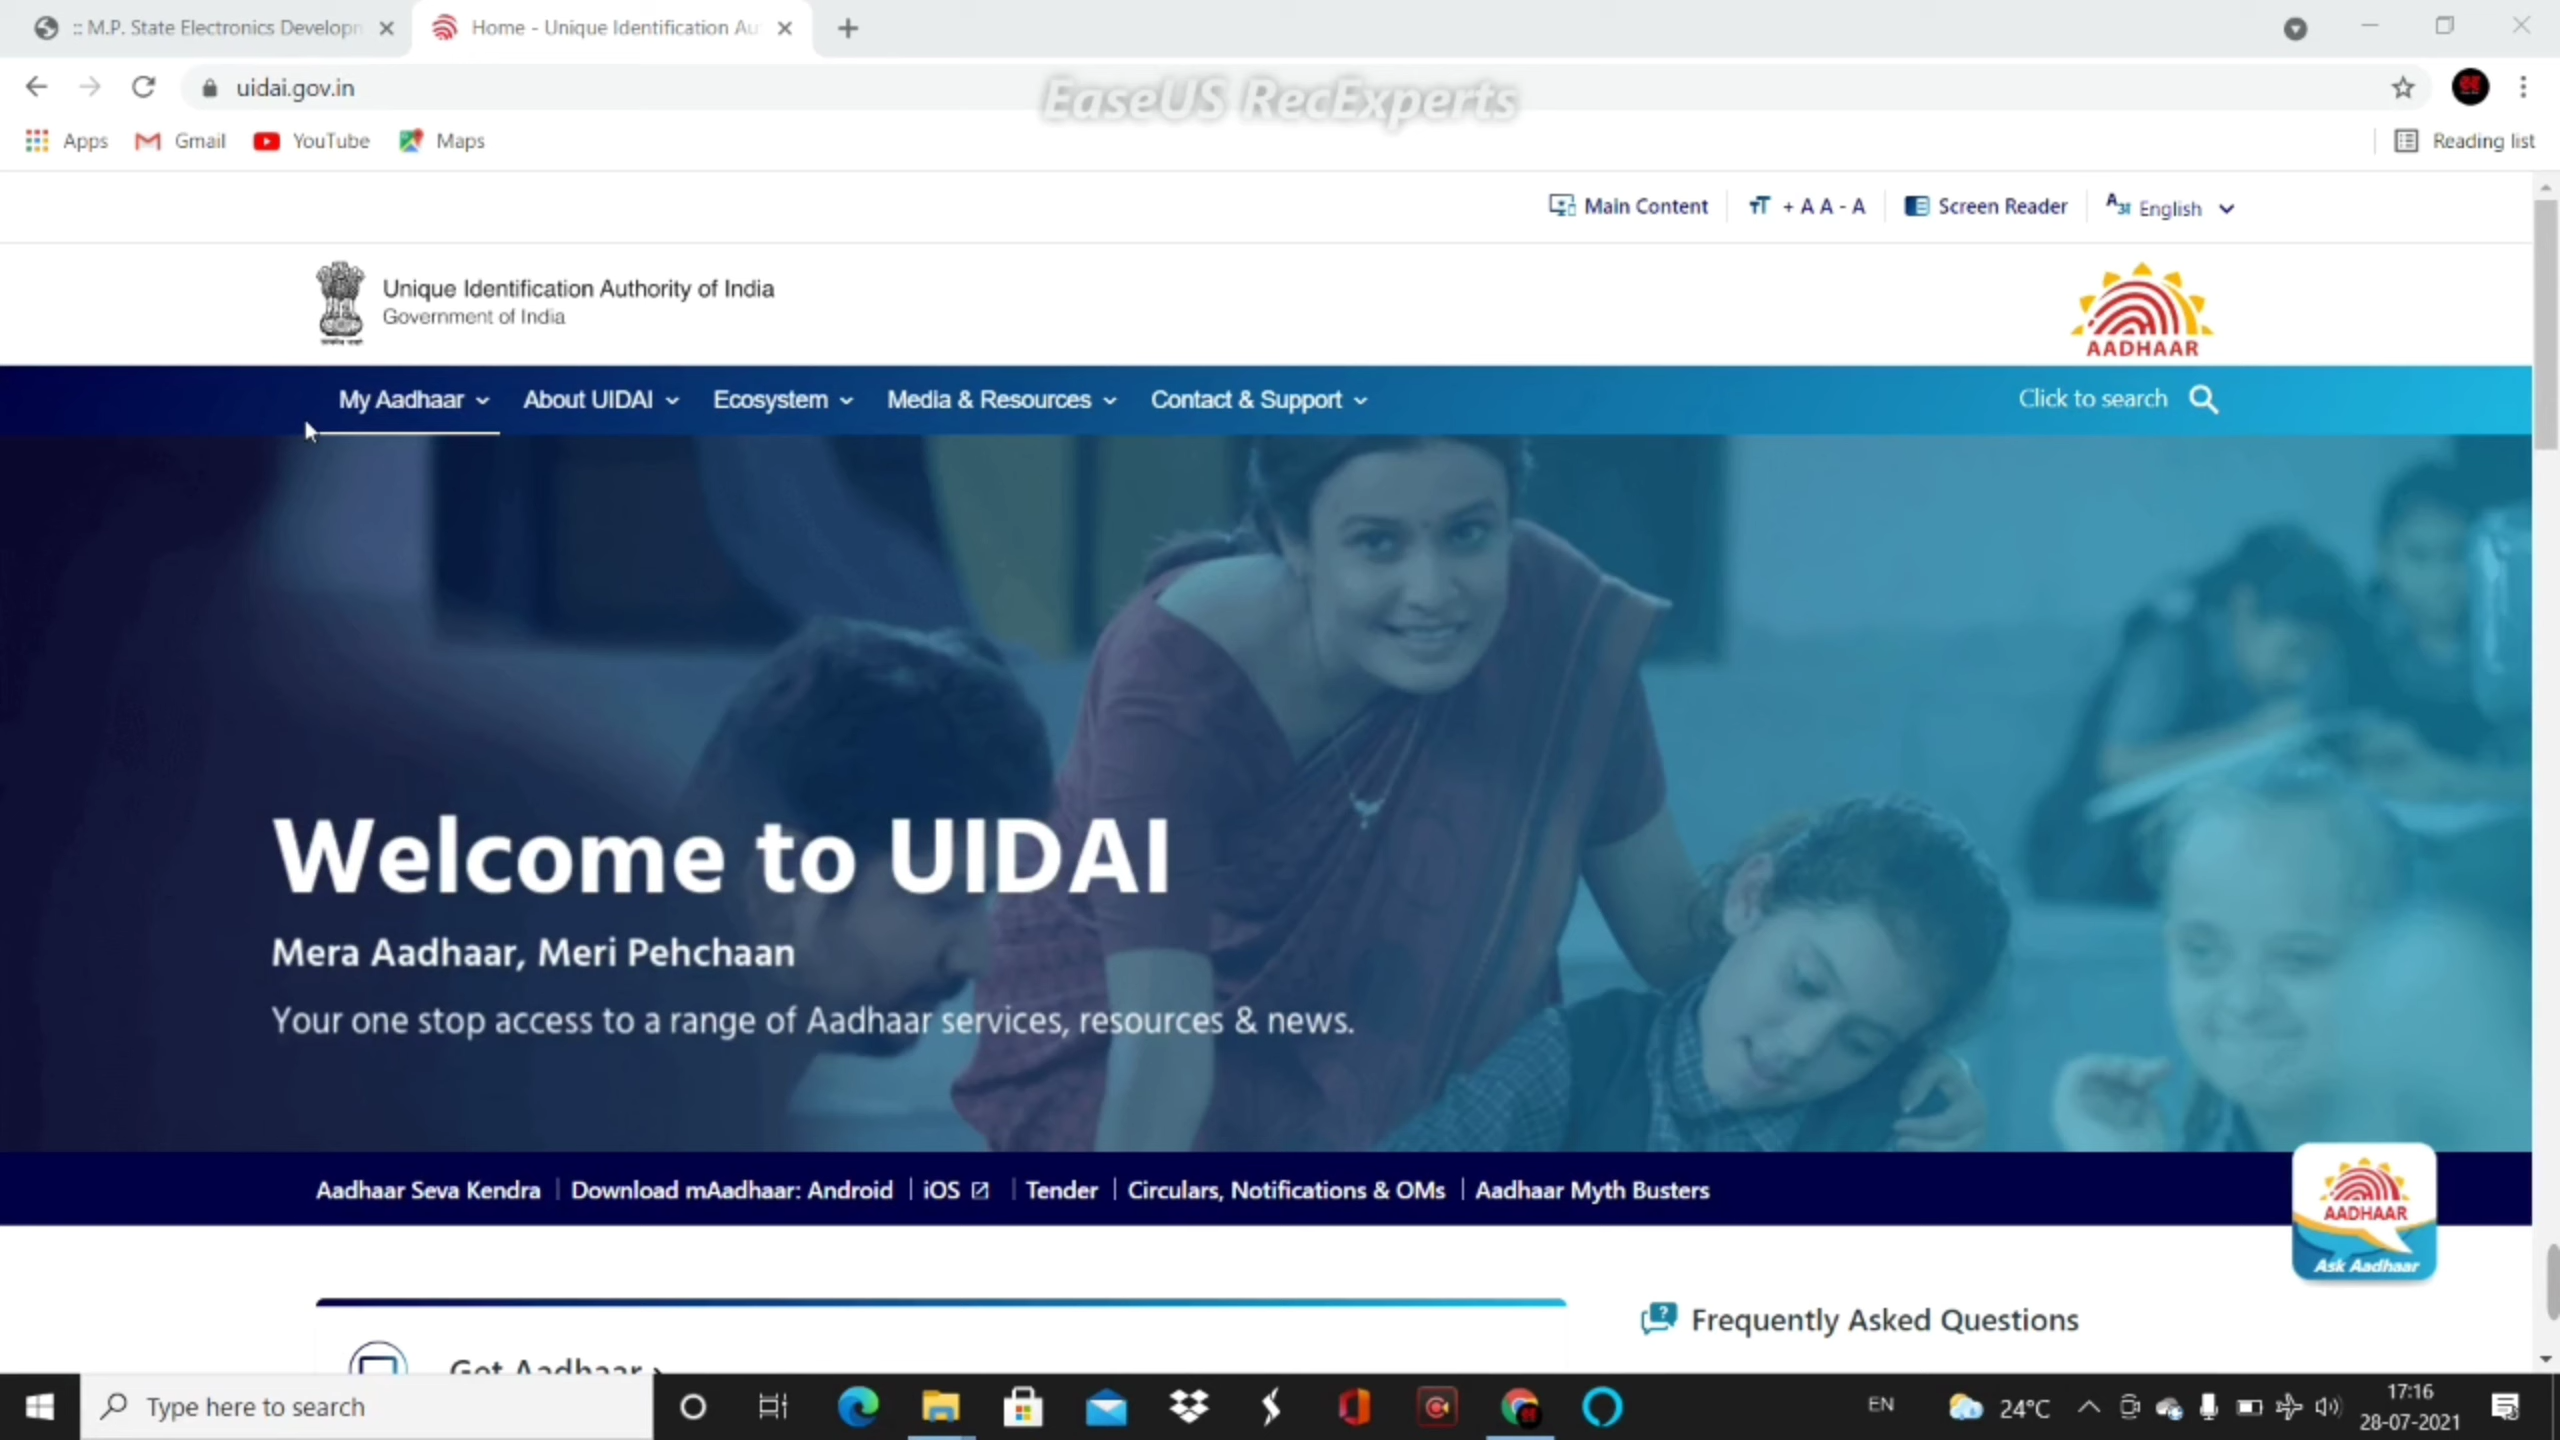 :: M.P. State Electronics Developn
Home - Unique Identification Au
uidai.gov.in
EaseUS RecExperts
Apps
Gmail
YouTube
Maps
Reading list
Main Content
+ A A - A
Screen Reader
English
Unique Identification Authority of India
Government of India
AADHAAR
My Aadhaar
About UIDAI
Ecosystem
Media & Resources
Contact & Support
Click to search
Welcome to UIDAI
Mera Aadhaar, Meri Pehchaan
Your one stop access to a range of Aadhaar services, resources & news.
Aadhaar Seva Kendra | Download mAadhaar: Android | iOS | Tender | Circulars, Notifications & OMs | Aadhaar Myth Busters
AADHAAR
Ask Aadhaar
Frequently Asked Questions
Get Aadhaar
Type here to search
EN
24°C
17:16
28-07-2021